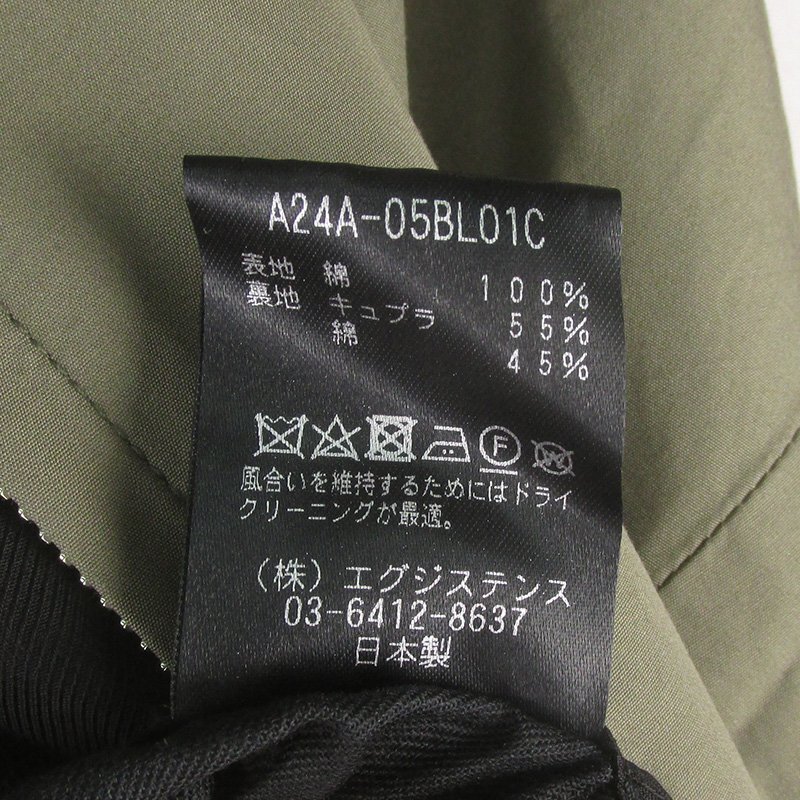 A24A-05BL01C
表地 綿 100%
裏地 キュプラ 55%
綿 45%
F
風合いを維持するためにはドライ
クリーニングが最適。
(株) エグジステンス
03-6412-8637
日本製